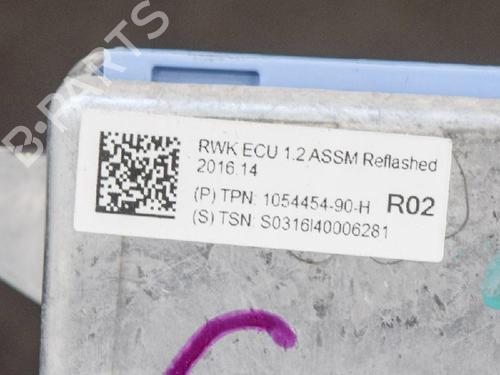 B-PARTS
RWK ECU 1.2 ASSM Reflashed
2016.14
(P) TPN: 1054454-90-H R02
(S) TSN: S0316I40006281